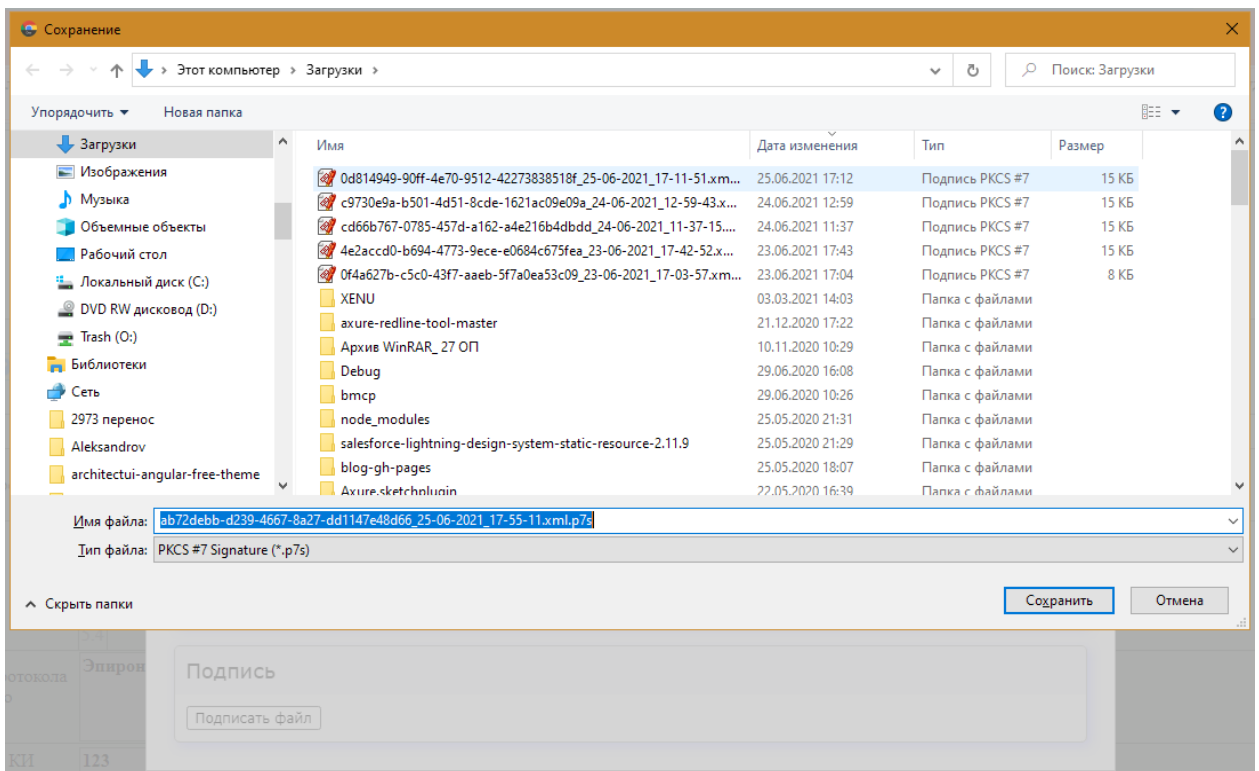 Сохранение
Этот компьютер › Загрузки ›
Поиск: Загрузки
Упорядочить
Новая папка
Загрузки
Изображения
Музыка
Объемные объекты
Рабочий стол
Локальный диск (C:)
DVD RW дисковод (D:)
Trash (O:)
Библиотеки
Сеть
2973 перенос
Aleksandrov
architectui-angular-free-theme
Имя Дата изменения Тип Размер
0d814949-90ff-4e70-9512-42273838518f_25-06-2021_17-11-51.xm... 25.06.2021 17:12 Подпись PKCS #7 15 КБ
c9730e9a-b501-4d51-8cde-1621ac09e09a_24-06-2021_12-59-43.x... 24.06.2021 12:59 Подпись PKCS #7 15 КБ
cd66b767-0785-457d-a162-a4e216b4dbdd_24-06-2021_11-37-15.... 24.06.2021 11:37 Подпись PKCS #7 15 КБ
4e2accd0-b694-4773-9ece-e0684c675fea_23-06-2021_17-42-52.x... 23.06.2021 17:43 Подпись PKCS #7 15 КБ
0f4a627b-c5c0-43f7-aaeb-5f7a0ea53c09_23-06-2021_17-03-57.xm... 23.06.2021 17:04 Подпись PKCS #7 8 КБ
XENU 03.03.2021 14:03 Папка с файлами
axure-redline-tool-master 21.12.2020 17:22 Папка с файлами
Архив WinRAR_ 27 ОП 10.11.2020 10:29 Папка с файлами
Debug 29.06.2020 16:08 Папка с файлами
bmcp 29.06.2020 10:26 Папка с файлами
node_modules 25.05.2020 21:31 Папка с файлами
salesforce-lightning-design-system-static-resource-2.11.9 25.05.2020 21:29 Папка с файлами
blog-gh-pages 25.05.2020 18:07 Папка с файлами
Axure.sketchplugin 22.05.2020 16:39 Папка с файлами
Имя файла: ab72debb-d239-4667-8a27-dd1147e48d66_25-06-2021_17-55-11.xml.p7s
Тип файла: PKCS #7 Signature (*.p7s)
Скрыть папки
Сохранить
Отмена
5.4]
Эпирон
отокола
Подпись
Подписать файл
КИ 123